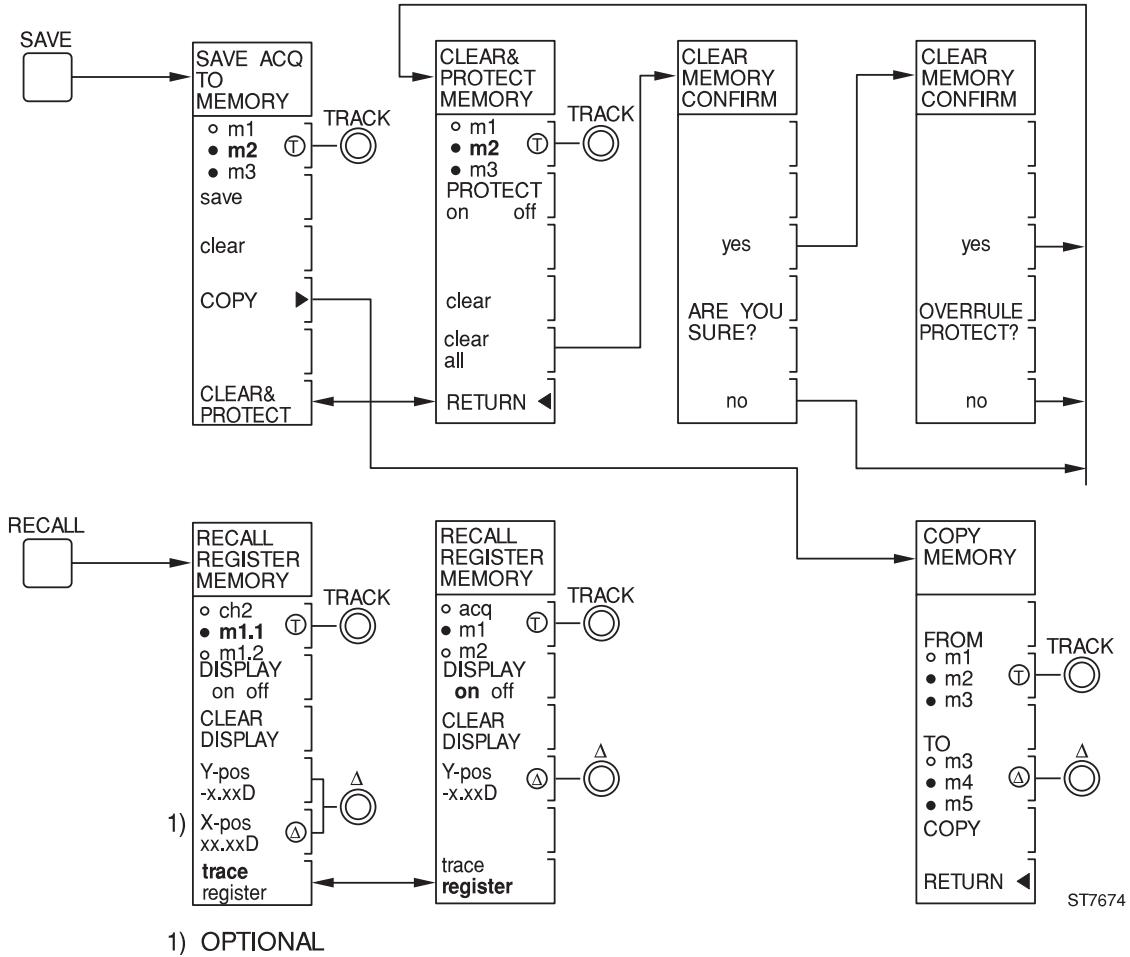 SAVE
SAVE ACQ
TO
MEMORY
○ m1
● m2
● m3
T
TRACK
save
clear
COPY ▶
CLEAR&
PROTECT
CLEAR&
PROTECT
MEMORY
○ m1
● m2
● m3
T
TRACK
PROTECT
on off
clear
clear
all
RETURN ◀
CLEAR
MEMORY
CONFIRM
yes
ARE YOU
SURE?
no
CLEAR
MEMORY
CONFIRM
yes
OVERRULE
PROTECT?
no
RECALL
RECALL
REGISTER
MEMORY
○ ch2
● m1.1
○ m1.2
T
TRACK
DISPLAY
on off
CLEAR
DISPLAY
Y-pos
-x.xxD
Δ
1) X-pos
xx.xxD
Δ
trace
register
RECALL
REGISTER
MEMORY
○ acq
● m1
○ m2
T
TRACK
DISPLAY
on off
CLEAR
DISPLAY
Y-pos
-x.xxD
Δ
Δ
trace
register
COPY
MEMORY
FROM
○ m1
● m2
● m3
T
TRACK
TO
○ m3
● m4
● m5
Δ
Δ
COPY
RETURN ◀
ST7674
1) OPTIONAL